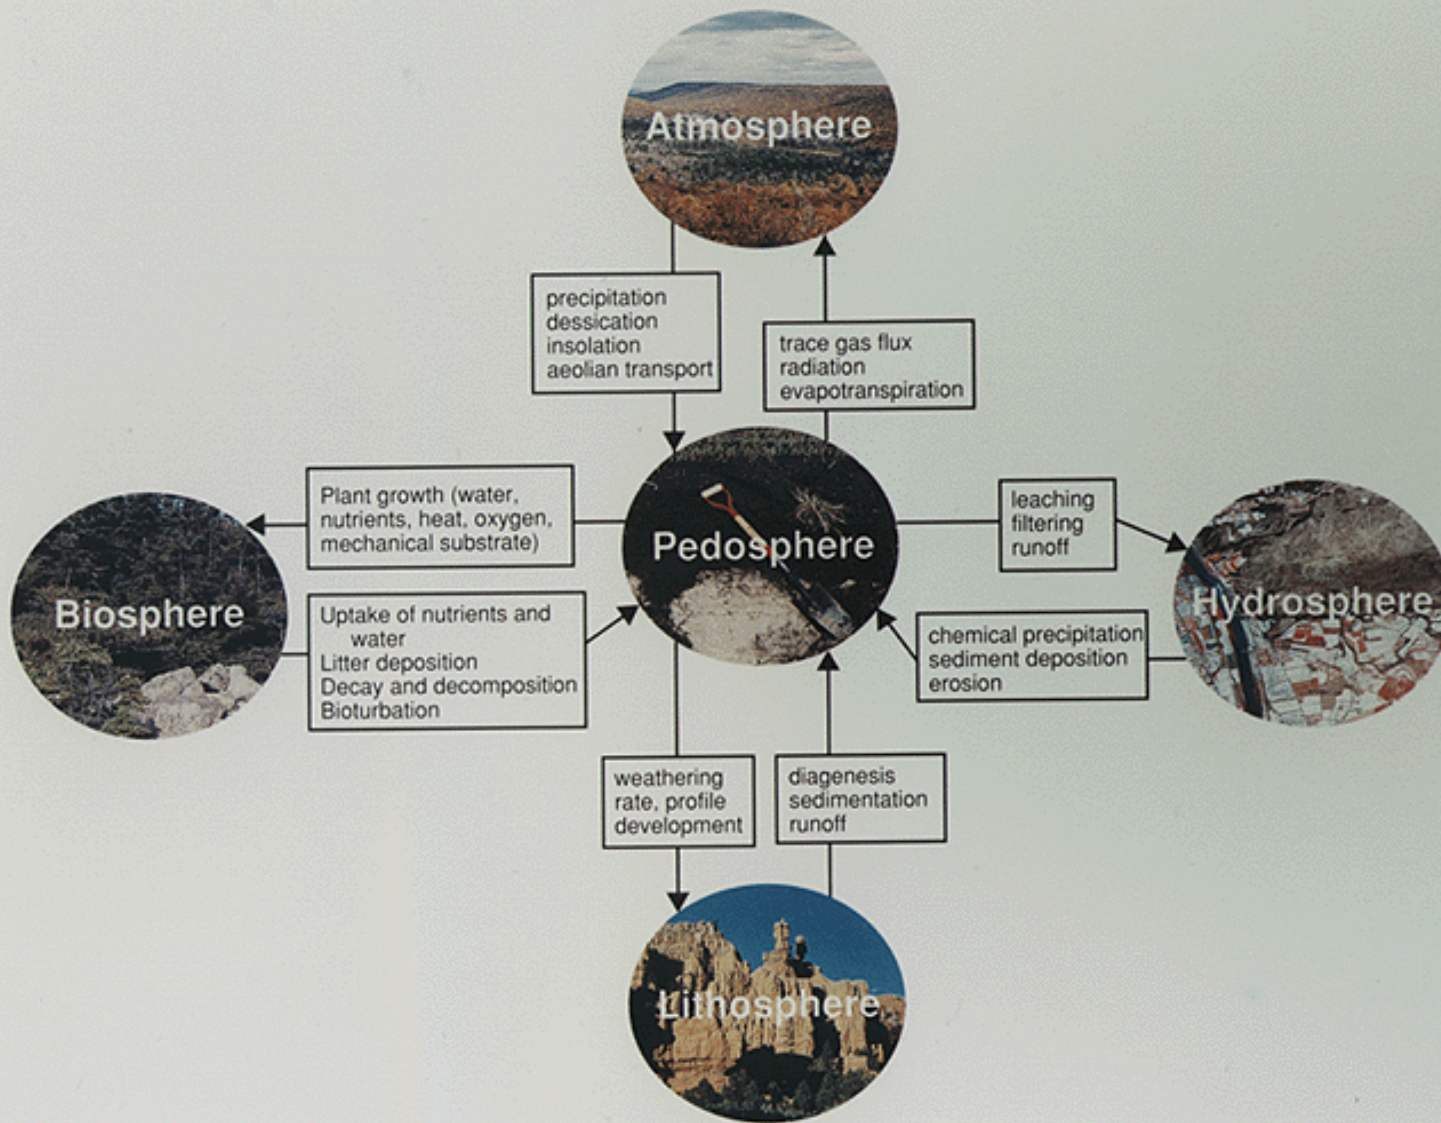 Atmosphere
precipitation
dessication
insolation
aeolian transport
trace gas flux
radiation
evapotranspiration
Plant growth (water,
nutrients, heat, oxygen,
mechanical substrate)
Pedosphere
leaching
filtering
runoff
Biosphere
Uptake of nutrients and
water
Litter deposition
Decay and decomposition
Bioturbation
Hydrosphere
chemical precipitation
sediment deposition
erosion
weathering
rate, profile
development
diagenesis
sedimentation
runoff
Lithosphere